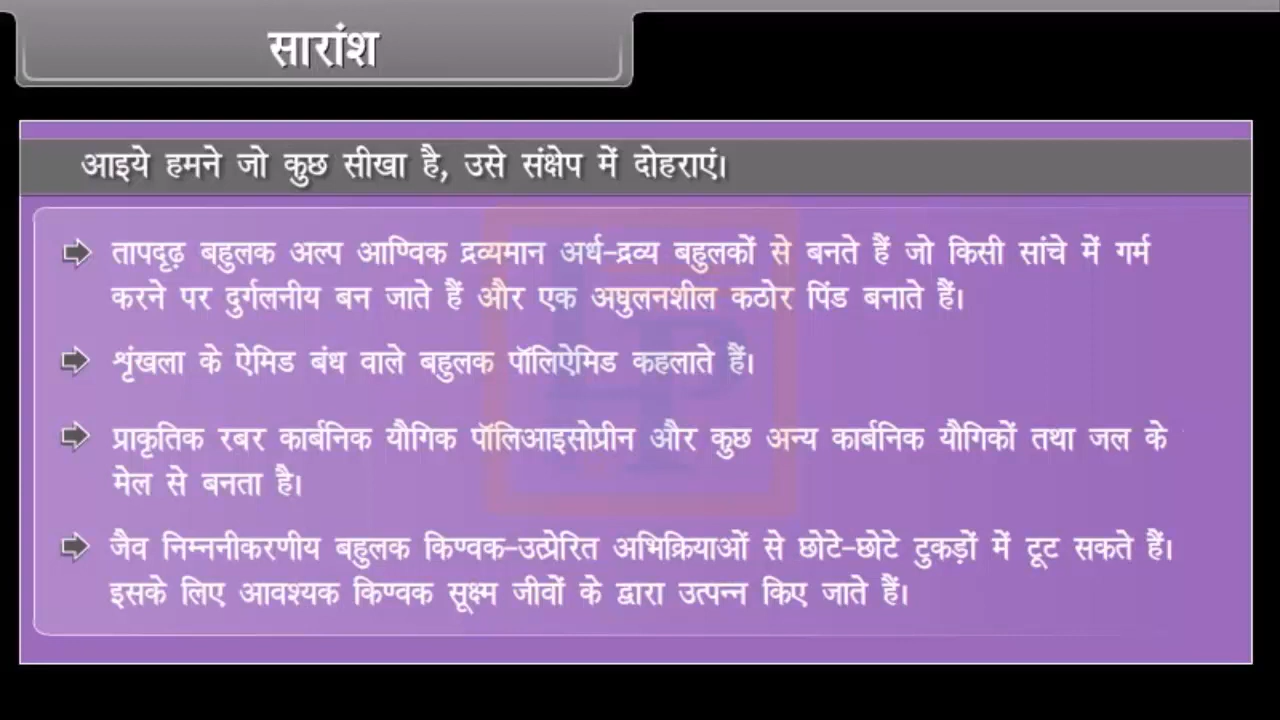 सारांश
आइये हमने जो कुछ सीखा है, उसे संक्षेप में दोहराएं।
तापदृढ़ बहुलक अल्प आण्विक द्रव्यमान अर्ध-द्रव्य बहुलकों से बनते हैं जो किसी सांचे में गर्म
करने पर दुर्गलनीय बन जाते हैं और एक अघुलनशील कठोर पिंड बनाते हैं।
शृंखला के ऐमिड बंध वाले बहुलक पॉलिऐमिड कहलाते हैं।
प्राकृतिक रबर कार्बनिक यौगिक पॉलिआइसोप्रीन और कुछ अन्य कार्बनिक यौगिकों तथा जल के
मेल से बनता है।
जैव निम्ननीकरणीय बहुलक किण्वक-उत्प्रेरित अभिक्रियाओं से छोटे-छोटे टुकड़ों में टूट सकते हैं।
इसके लिए आवश्यक किण्वक सूक्ष्म जीवों के द्वारा उत्पन्न किए जाते हैं।